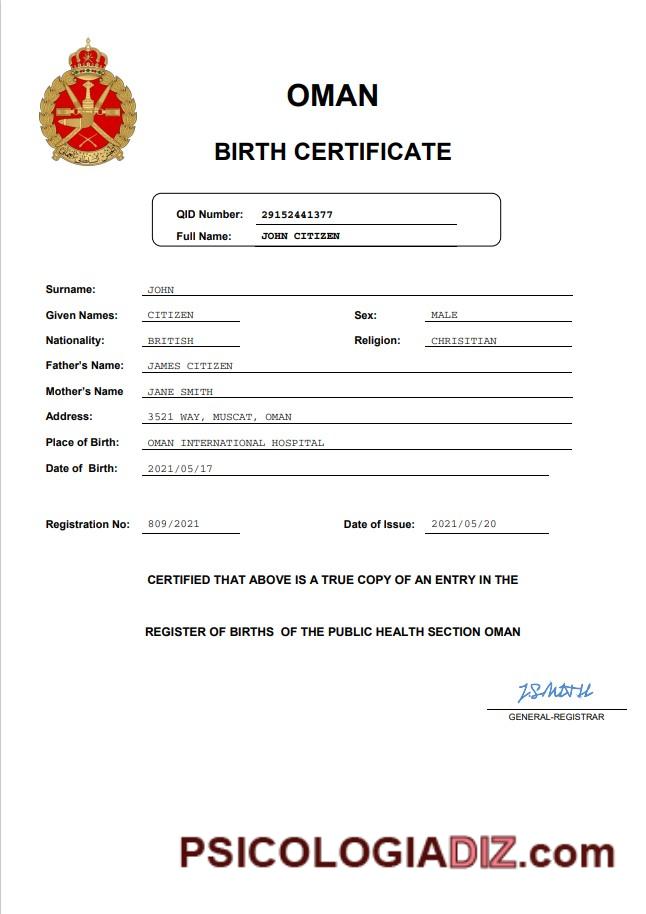 OMAN
BIRTH CERTIFICATE
QID Number: 29152441377
Full Name: JOHN CITIZEN
Surname: JOHN
Given Names: CITIZEN Sex: MALE
Nationality: BRITISH Religion: CHRISITIAN
Father's Name: JAMES CITIZEN
Mother's Name JANE SMITH
Address: 3521 WAY, MUSCAT, OMAN
Place of Birth: OMAN INTERNATIONAL HOSPITAL
Date of Birth: 2021/05/17
Registration No: 809/2021 Date of Issue: 2021/05/20
CERTIFIED THAT ABOVE IS A TRUE COPY OF AN ENTRY IN THE
REGISTER OF BIRTHS OF THE PUBLIC HEALTH SECTION OMAN
J.SMITH
GENERAL-REGISTRAR
PSICOLOGIADIZ.com